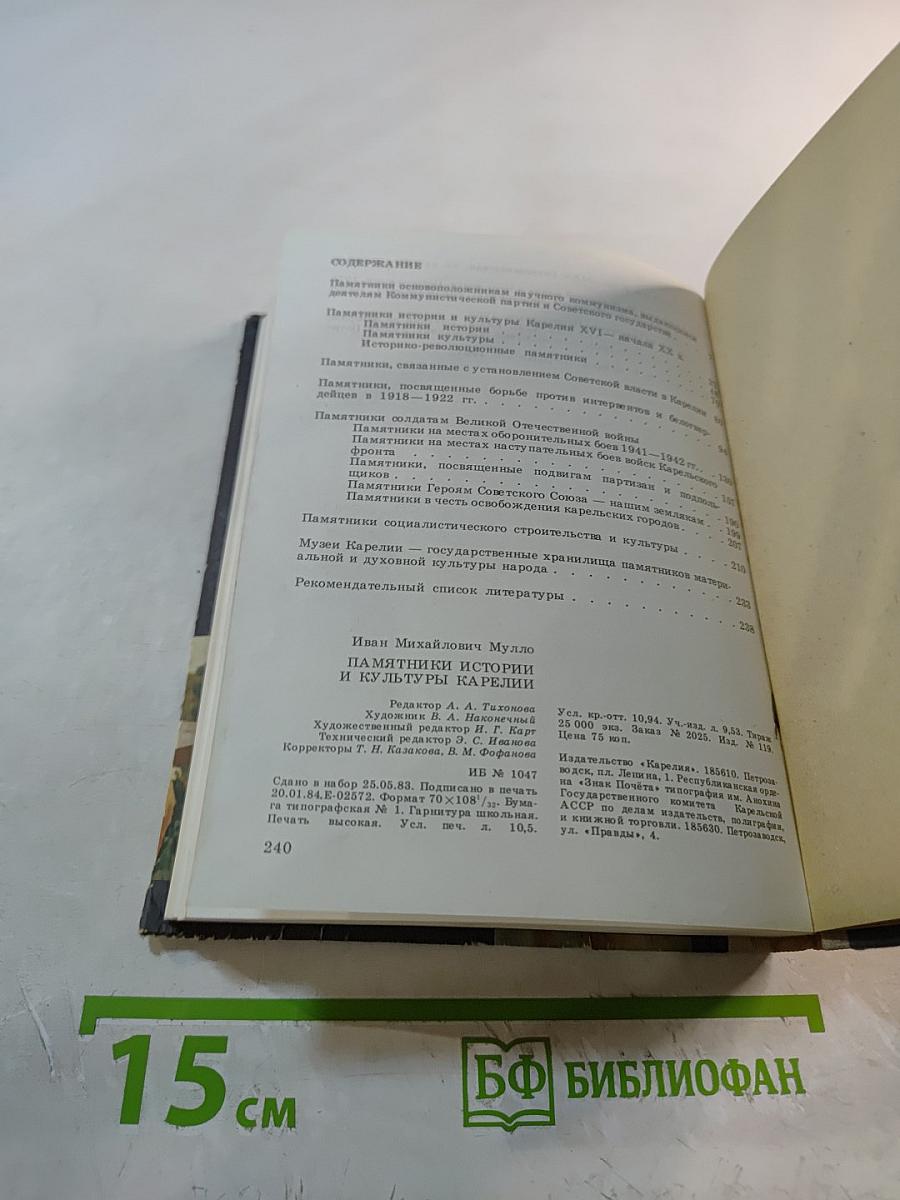 СОДЕРЖАНИЕ
Памятники основоположникам научного коммунизма, выдающимся
деятелям Коммунистической партии и Советского государства
Памятники истории и культуры Карелии XVI — начала XX в.
Памятники истории . . . . . . . . .
Памятники культуры . . . . . . . . .
Историко-революционные памятники . . . . .
Памятники, связанные с установлением Советской власти в Карелии
Памятники, посвященные борьбе против интервентов и белогвар-
дейцев в 1918—1922 гг. . . . . . . . . . . 94
Памятники солдатам Великой Отечественной войны
Памятники на местах оборонительных боев 1941—1942 гг. . .
Памятники на местах наступательных боев войск Карельского
фронта . . . . . . . . . .
Памятники, посвященные подвигам партизан и подполь-
щиков . . . . . . . . . . 190
Памятники Героям Советского Союза — нашим землякам . 199
Памятники в честь освобождения карельских городов . . 207
Памятники социалистического строительства и культуры . . . 210
Музеи Карелии — государственные хранилища памятников матери-
альной и духовной культуры народа . . . . . . . . 233
Рекомендательный список литературы . . . . . . . . 238
Иван Михайлович Мулло
ПАМЯТНИКИ ИСТОРИИ
И КУЛЬТУРЫ КАРЕЛИИ
Редактор А. А. Тихонова
Художник В. А. Наконечный
Художественный редактор И. Г. Карт
Технический редактор Э. С. Иванова
Корректоры Т. Н. Казакова, В. М. Фофанова
ИБ № 1047
Сдано в набор 25.05.83. Подписано в печать
20.01.84. Е-02572. Формат 70×108¹/₃₂. Бума-
га типографская № 1. Гарнитура школьная.
Печать высокая. Усл. печ. л. 10,5.
Усл. кр.-отт. 10,94. Уч.-изд. л. 9,53. Тираж
25 000 экз. Заказ № 2025. Изд. № 119.
Цена 75 коп.
Издательство «Карелия». 185610. Петроза-
водск, пл. Ленина, 1. Республиканская орде-
на «Знак Почёта» типография им. Анохина
Государственного комитета Карельской
АССР по делам издательств, полиграфии,
и книжной торговли. 185630. Петрозаводск,
ул. «Правды», 4.
240
15 см
БФ БИБЛИОФАН